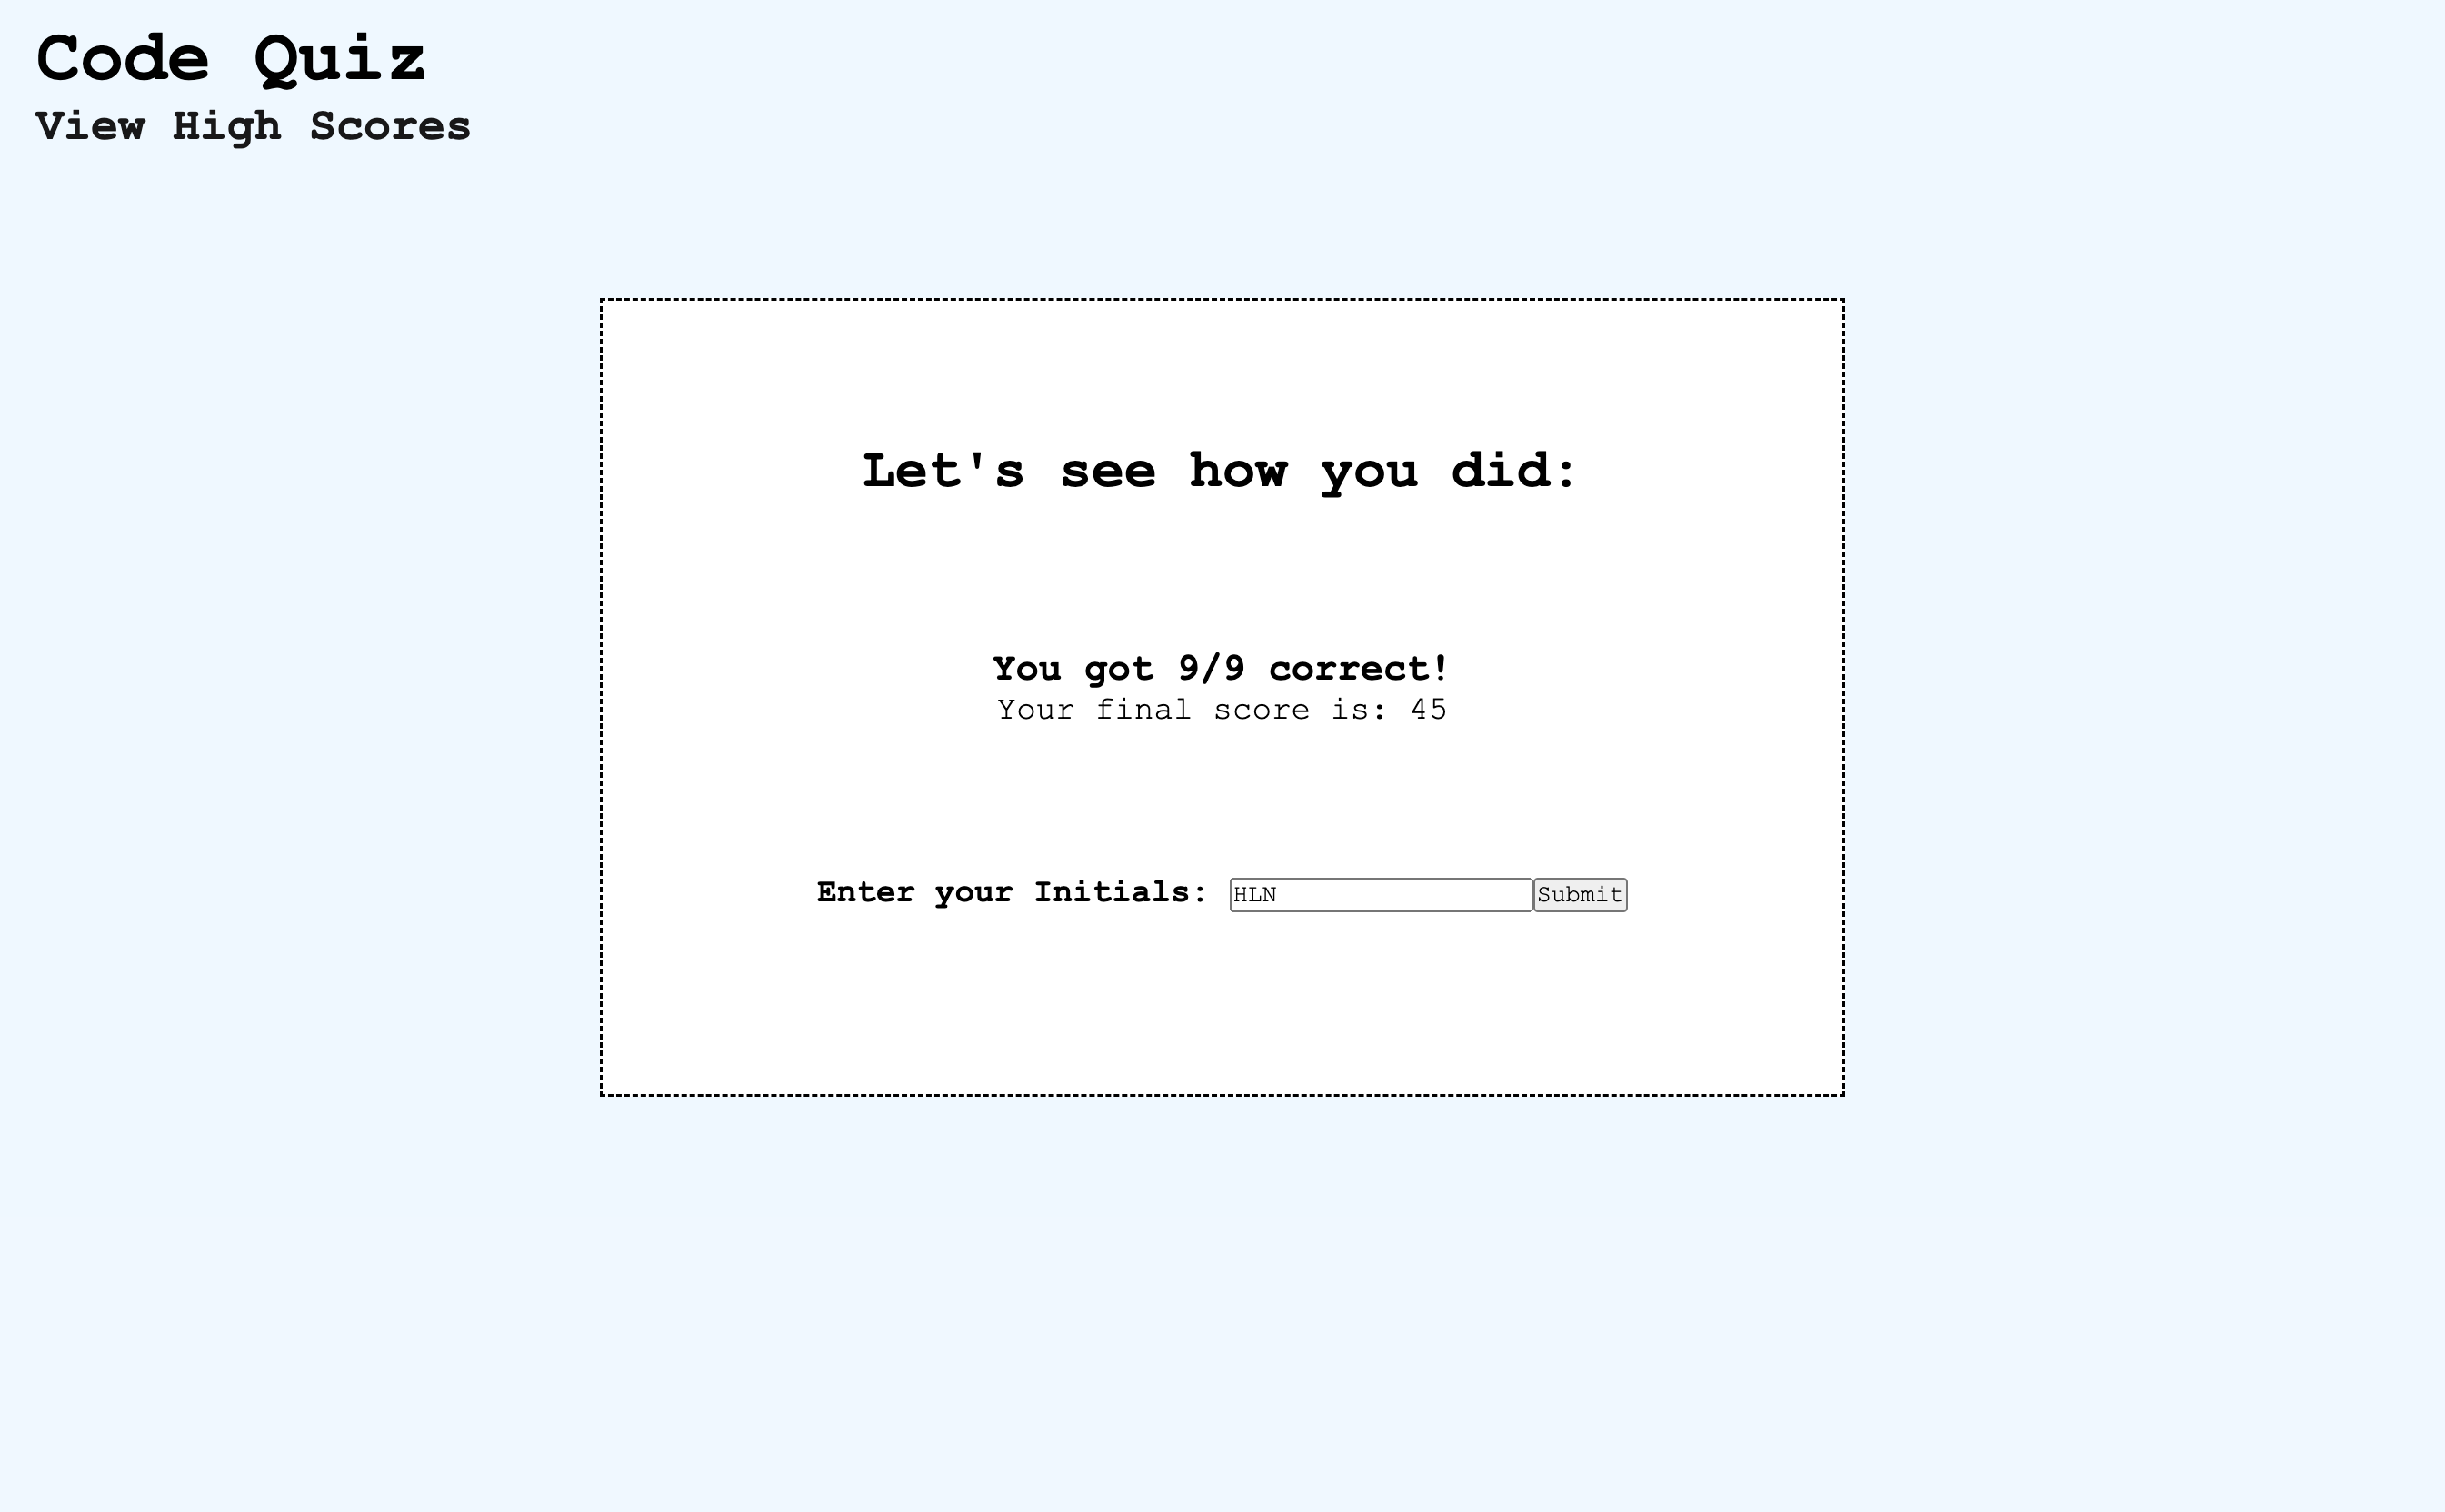 Code Quiz
View High Scores
Let's see how you did:
You got 9/9 correct!
Your final score is: 45
Enter your Initials: HLN Submit